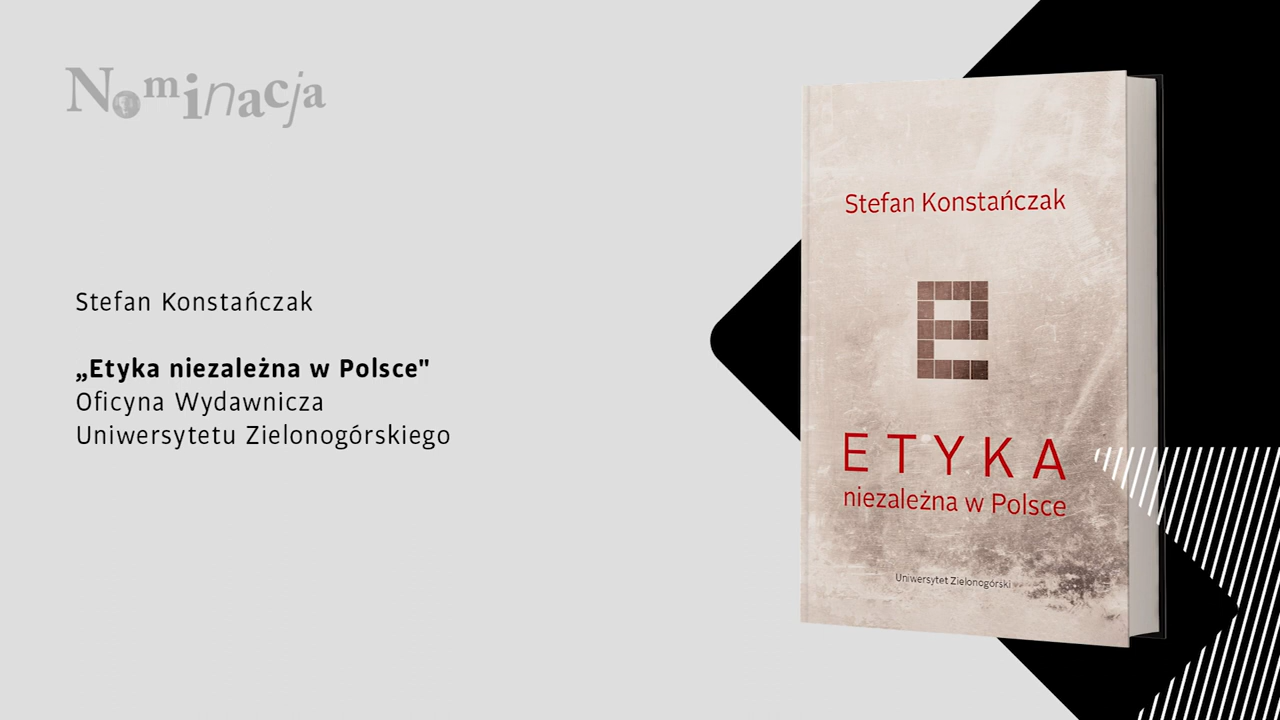 Nominacja
Stefan Konstańczak
„Etyka niezależna w Polsce"
Oficyna Wydawnicza
Uniwersytetu Zielonogórskiego
Stefan Konstańczak
e
ETYKA
niezależna w Polsce
Uniwersytet Zielonogórski